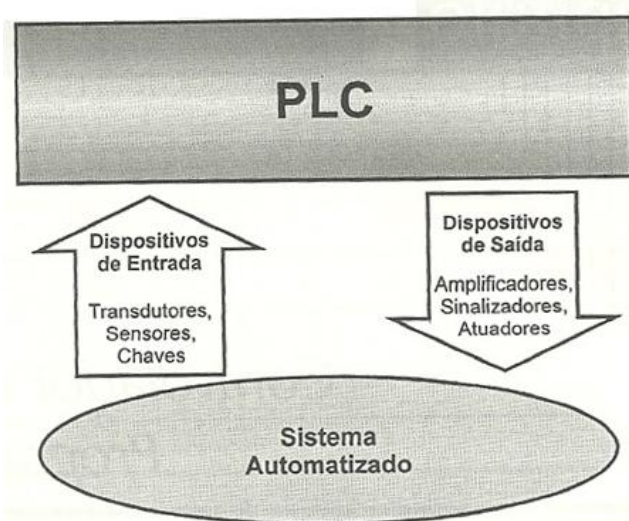 PLC
Dispositivos
de Entrada
Transdutores,
Sensores,
Chaves
Dispositivos
de Saída
Amplificadores,
Sinalizadores,
Atuadores
Sistema
Automatizado